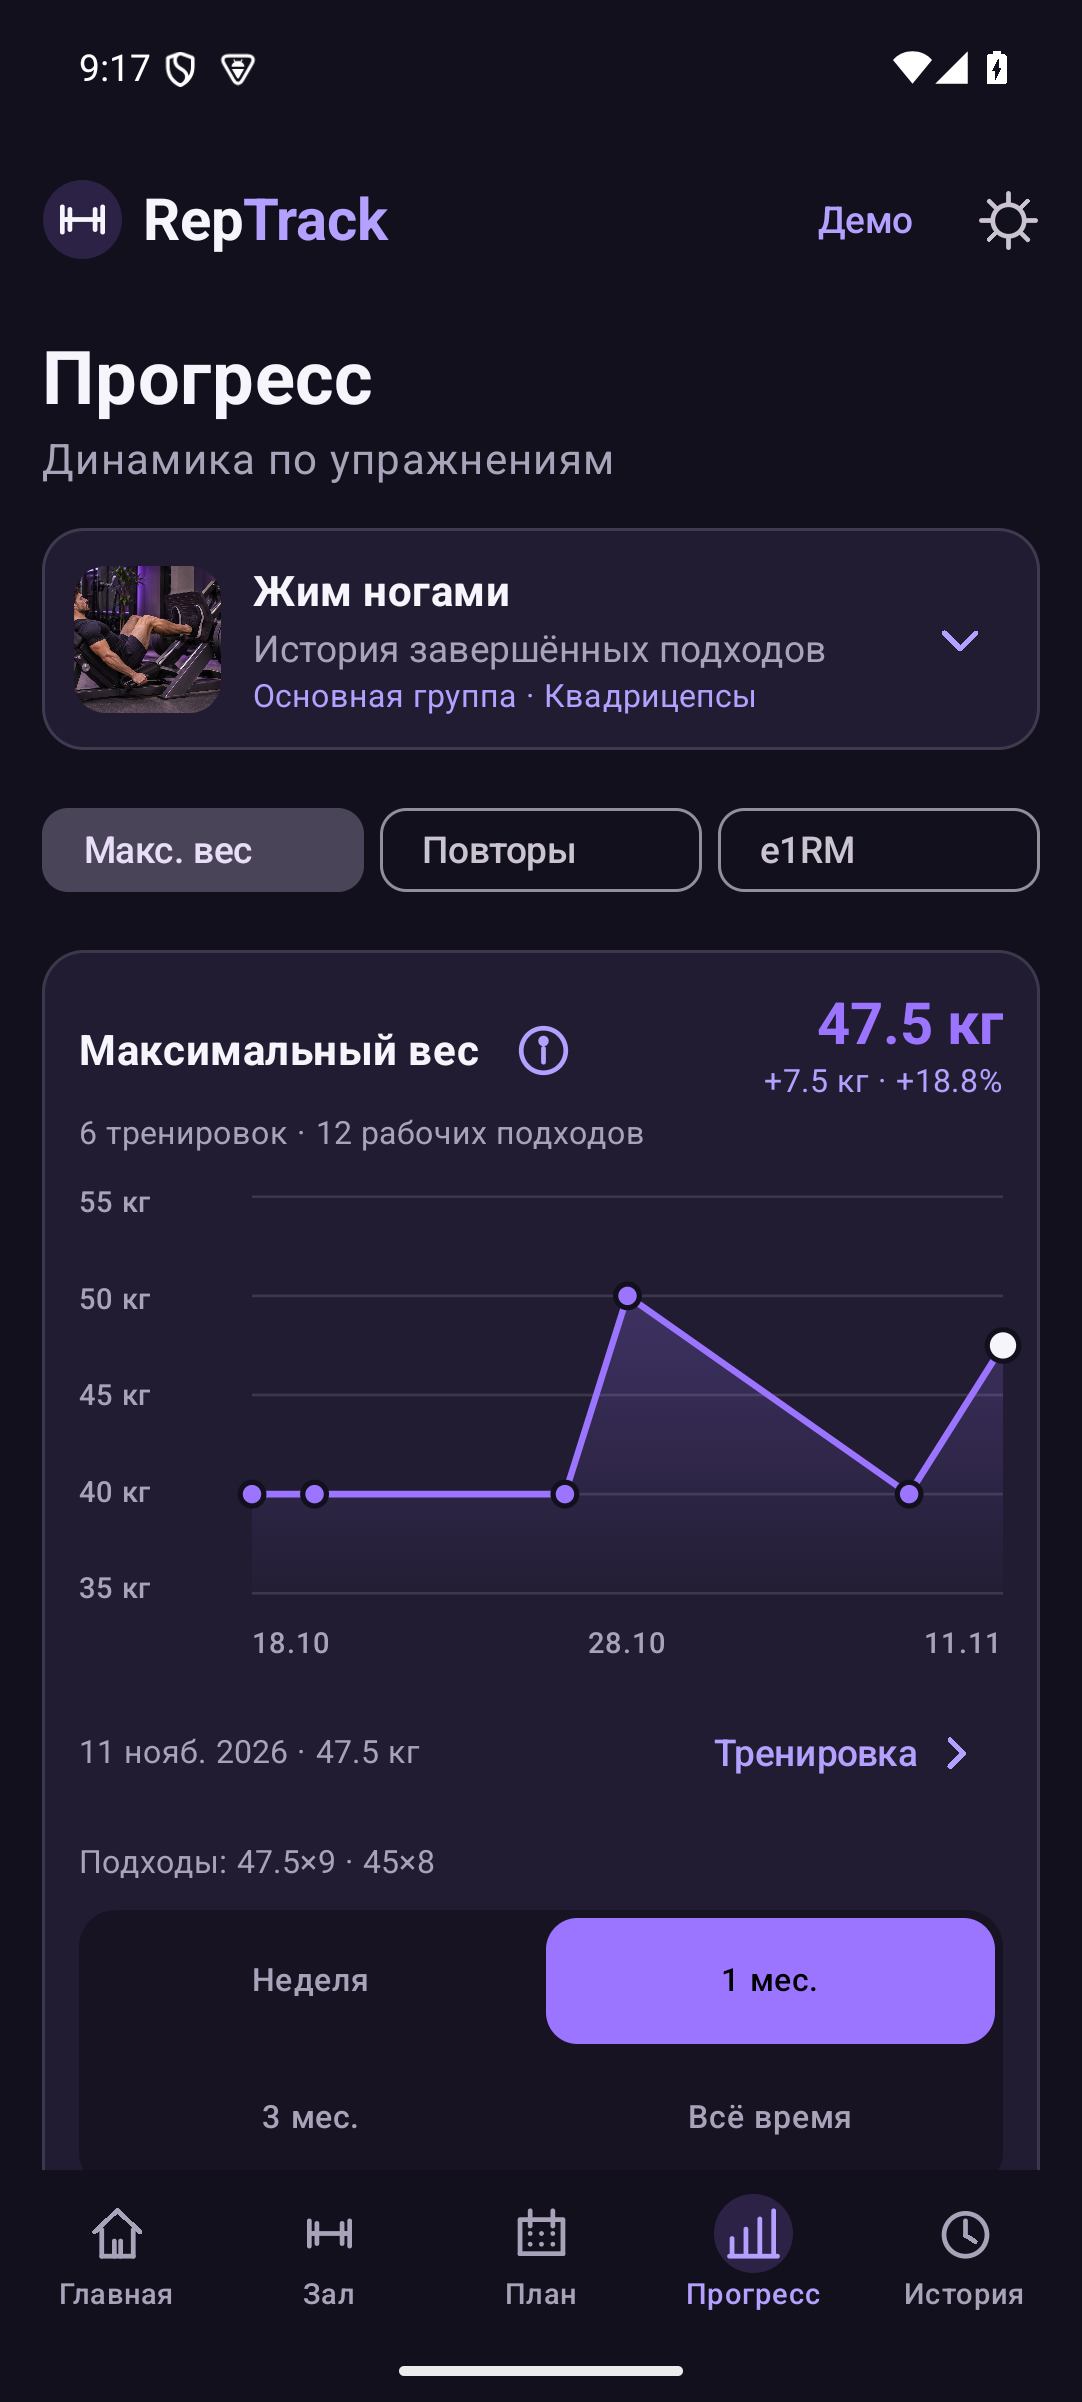 9:17
RepTrack
Демо
Прогресс
Динамика по упражнениям
Жим ногами
История завершённых подходов
Основная группа · Квадрицепсы
Макс. вес
Повторы
e1RM
Максимальный вес
47.5 кг
+7.5 кг · +18.8%
6 тренировок · 12 рабочих подходов
55 кг
50 кг
45 кг
40 кг
35 кг
18.10
28.10
11.11
11 нояб. 2026 · 47.5 кг
Тренировка
Подходы: 47.5×9 · 45×8
Неделя
1 мес.
3 мес.
Всё время
Главная
Зал
План
Прогресс
История